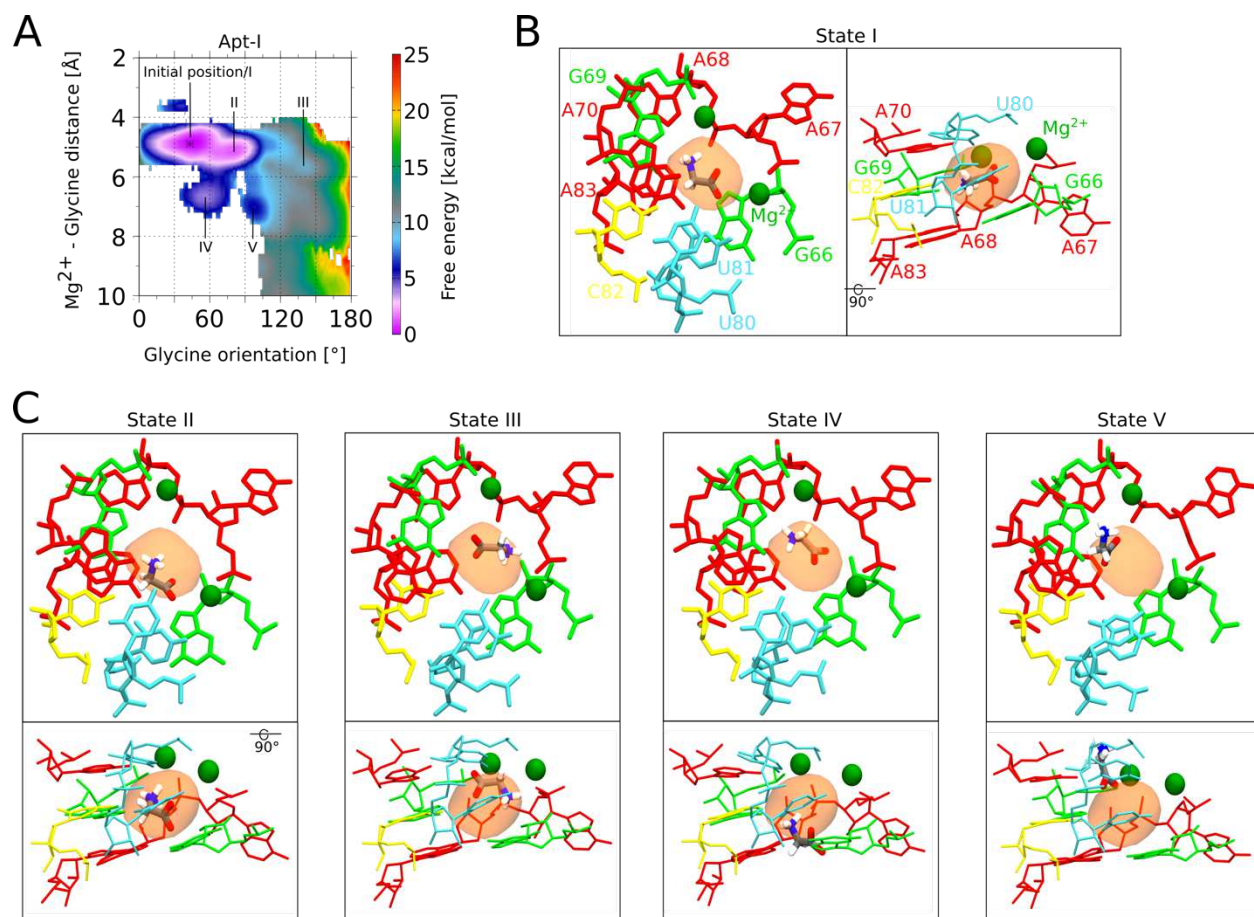 A
Apt-I
Initial position/I
II
III
IV
V
2
4
6
8
10
0
60
120
180
Mg2+ - Glycine distance [Å]
Glycine orientation [°]
25
20
15
10
5
0
Free energy [kcal/mol]
B
State I
A68
G69
A70
A67
A83
Mg2+
G66
U81
C82
U80
A70
U80
Mg2+
G69
C82
G66
U81
A68
A67
A83
90°
C
State II
State III
State IV
State V
90°